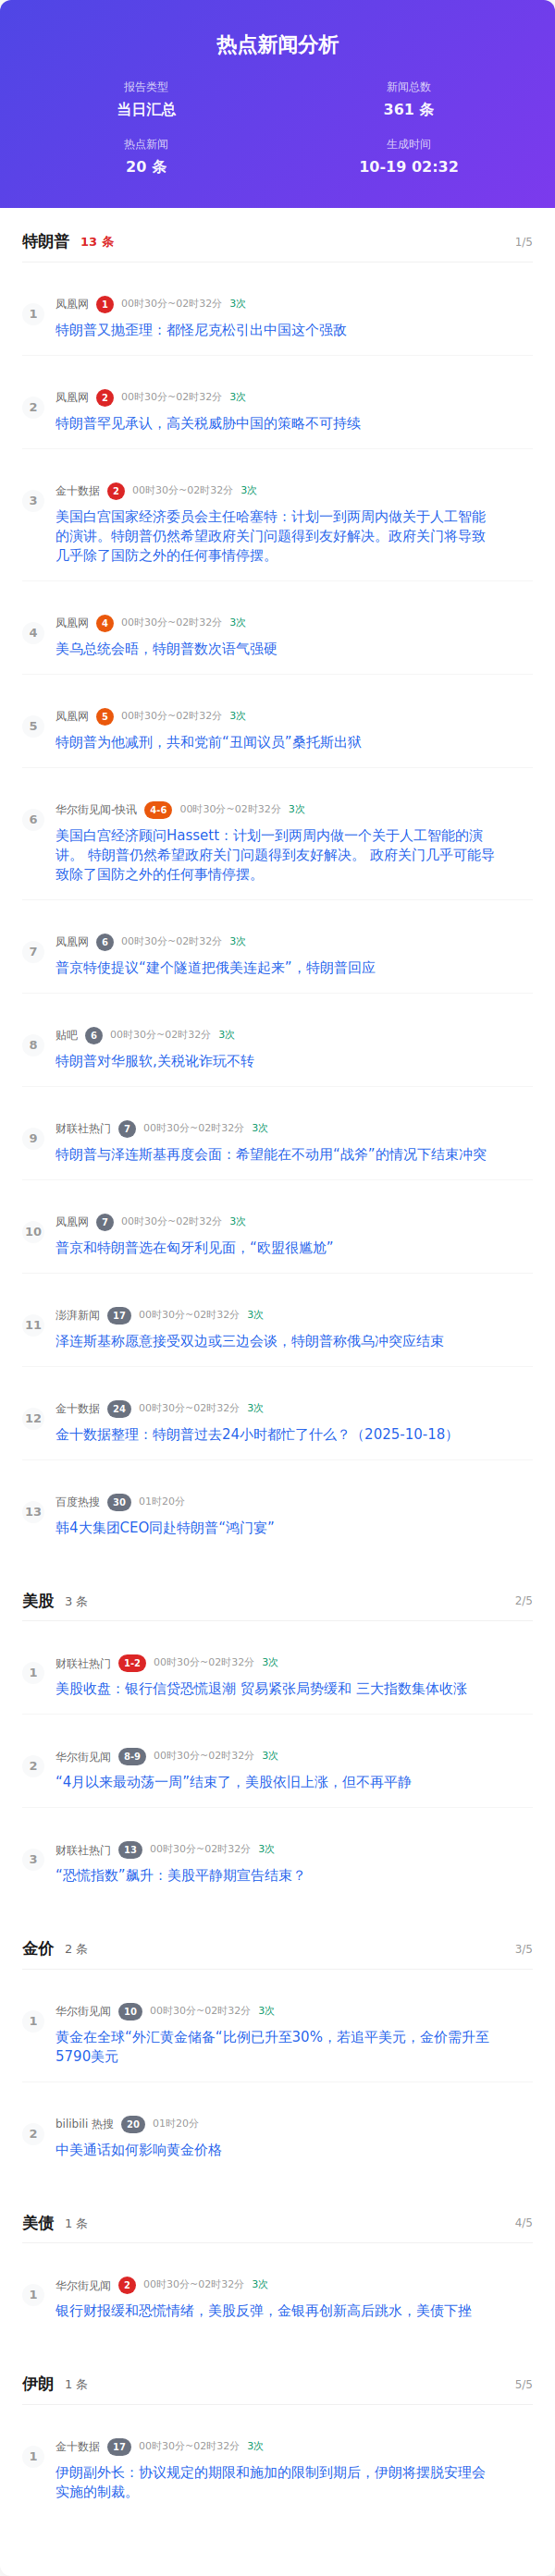 热点新闻分析
报告类型
新闻总数
当日汇总
361 条
热点新闻
生成时间
20 条
10-19 02:32
特朗普 13 条 1/5
1 凤凰网 1 00时30分~02时32分 3次
特朗普又抛歪理：都怪尼克松引出中国这个强敌
2 凤凰网 2 00时30分~02时32分 3次
特朗普罕见承认，高关税威胁中国的策略不可持续
3 金十数据 2 00时30分~02时32分 3次
美国白宫国家经济委员会主任哈塞特：计划一到两周内做关于人工智能
的演讲。特朗普仍然希望政府关门问题得到友好解决。政府关门将导致
几乎除了国防之外的任何事情停摆。
4 凤凰网 4 00时30分~02时32分 3次
美乌总统会晤，特朗普数次语气强硬
5 凤凰网 5 00时30分~02时32分 3次
特朗普为他减刑，共和党前“丑闻议员”桑托斯出狱
6 华尔街见闻-快讯 4-6 00时30分~02时32分 3次
美国白宫经济顾问Hassett：计划一到两周内做一个关于人工智能的演
讲。 特朗普仍然希望政府关门问题得到友好解决。 政府关门几乎可能导
致除了国防之外的任何事情停摆。
7 凤凰网 6 00时30分~02时32分 3次
普京特使提议“建个隧道把俄美连起来”，特朗普回应
8 贴吧 6 00时30分~02时32分 3次
特朗普对华服软,关税讹诈玩不转
9 财联社热门 7 00时30分~02时32分 3次
特朗普与泽连斯基再度会面：希望能在不动用“战斧”的情况下结束冲突
10 凤凰网 7 00时30分~02时32分 3次
普京和特朗普选在匈牙利见面，“欧盟很尴尬”
11 澎湃新闻 17 00时30分~02时32分 3次
泽连斯基称愿意接受双边或三边会谈，特朗普称俄乌冲突应结束
12 金十数据 24 00时30分~02时32分 3次
金十数据整理：特朗普过去24小时都忙了什么？（2025-10-18）
13 百度热搜 30 01时20分
韩4大集团CEO同赴特朗普“鸿门宴”
美股 3 条 2/5
1 财联社热门 1-2 00时30分~02时32分 3次
美股收盘：银行信贷恐慌退潮 贸易紧张局势缓和 三大指数集体收涨
2 华尔街见闻 8-9 00时30分~02时32分 3次
“4月以来最动荡一周”结束了，美股依旧上涨，但不再平静
3 财联社热门 13 00时30分~02时32分 3次
“恐慌指数”飙升：美股平静期宣告结束？
金价 2 条 3/5
1 华尔街见闻 10 00时30分~02时32分 3次
黄金在全球“外汇黄金储备“比例已升至30%，若追平美元，金价需升至
5790美元
2 bilibili 热搜 20 01时20分
中美通话如何影响黄金价格
美债 1 条 4/5
1 华尔街见闻 2 00时30分~02时32分 3次
银行财报缓和恐慌情绪，美股反弹，金银再创新高后跳水，美债下挫
伊朗 1 条 5/5
1 金十数据 17 00时30分~02时32分 3次
伊朗副外长：协议规定的期限和施加的限制到期后，伊朗将摆脱安理会
实施的制裁。